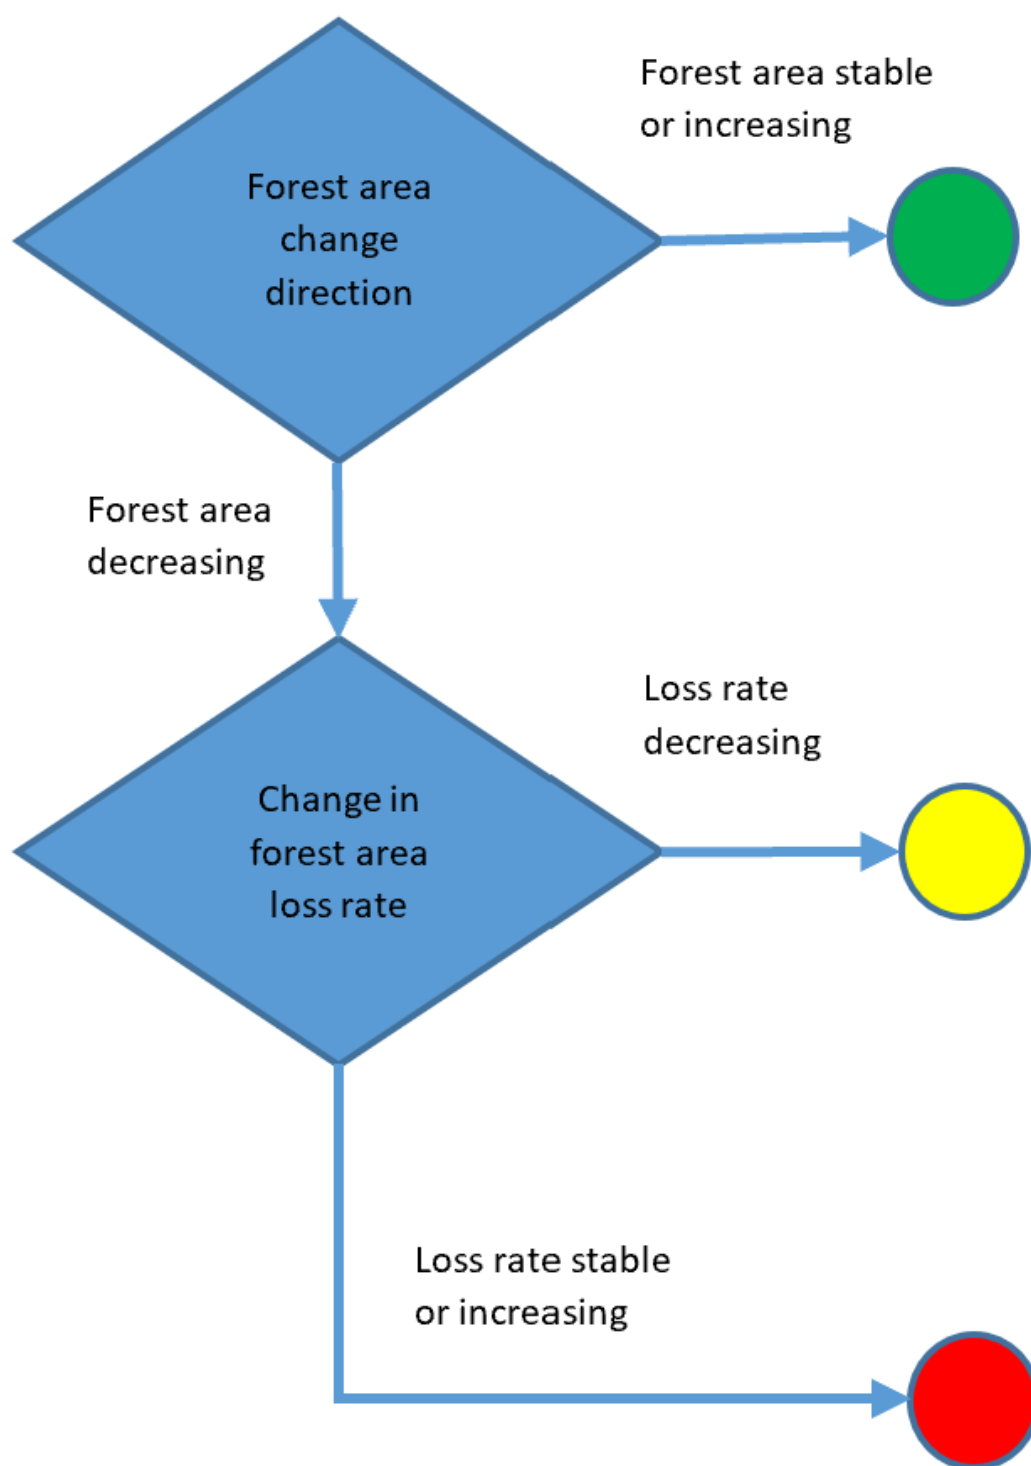 Forest area stable
or increasing
Forest area
change
direction
Forest area
decreasing
Loss rate
decreasing
Change in
forest area
loss rate
Loss rate stable
or increasing